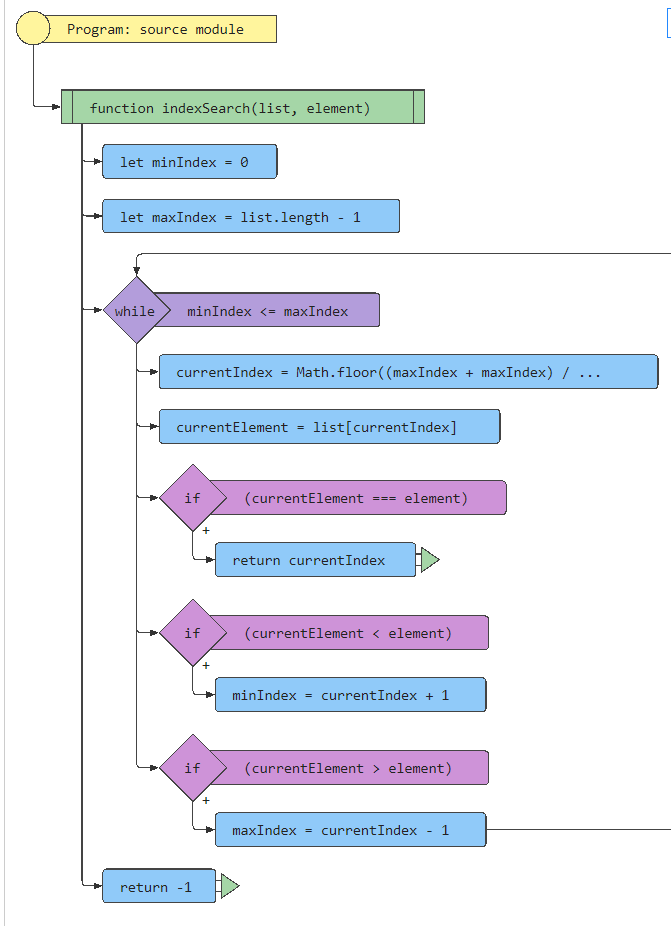 Program: source module
function indexSearch(list, element)
let minIndex = 0
let maxIndex = list.length - 1
while minIndex <= maxIndex
currentIndex = Math.floor((maxIndex + maxIndex) / ...
currentElement = list[currentIndex]
if (currentElement === element)
+
return currentIndex
if (currentElement < element)
+
minIndex = currentIndex + 1
if (currentElement > element)
+
maxIndex = currentIndex - 1
return -1